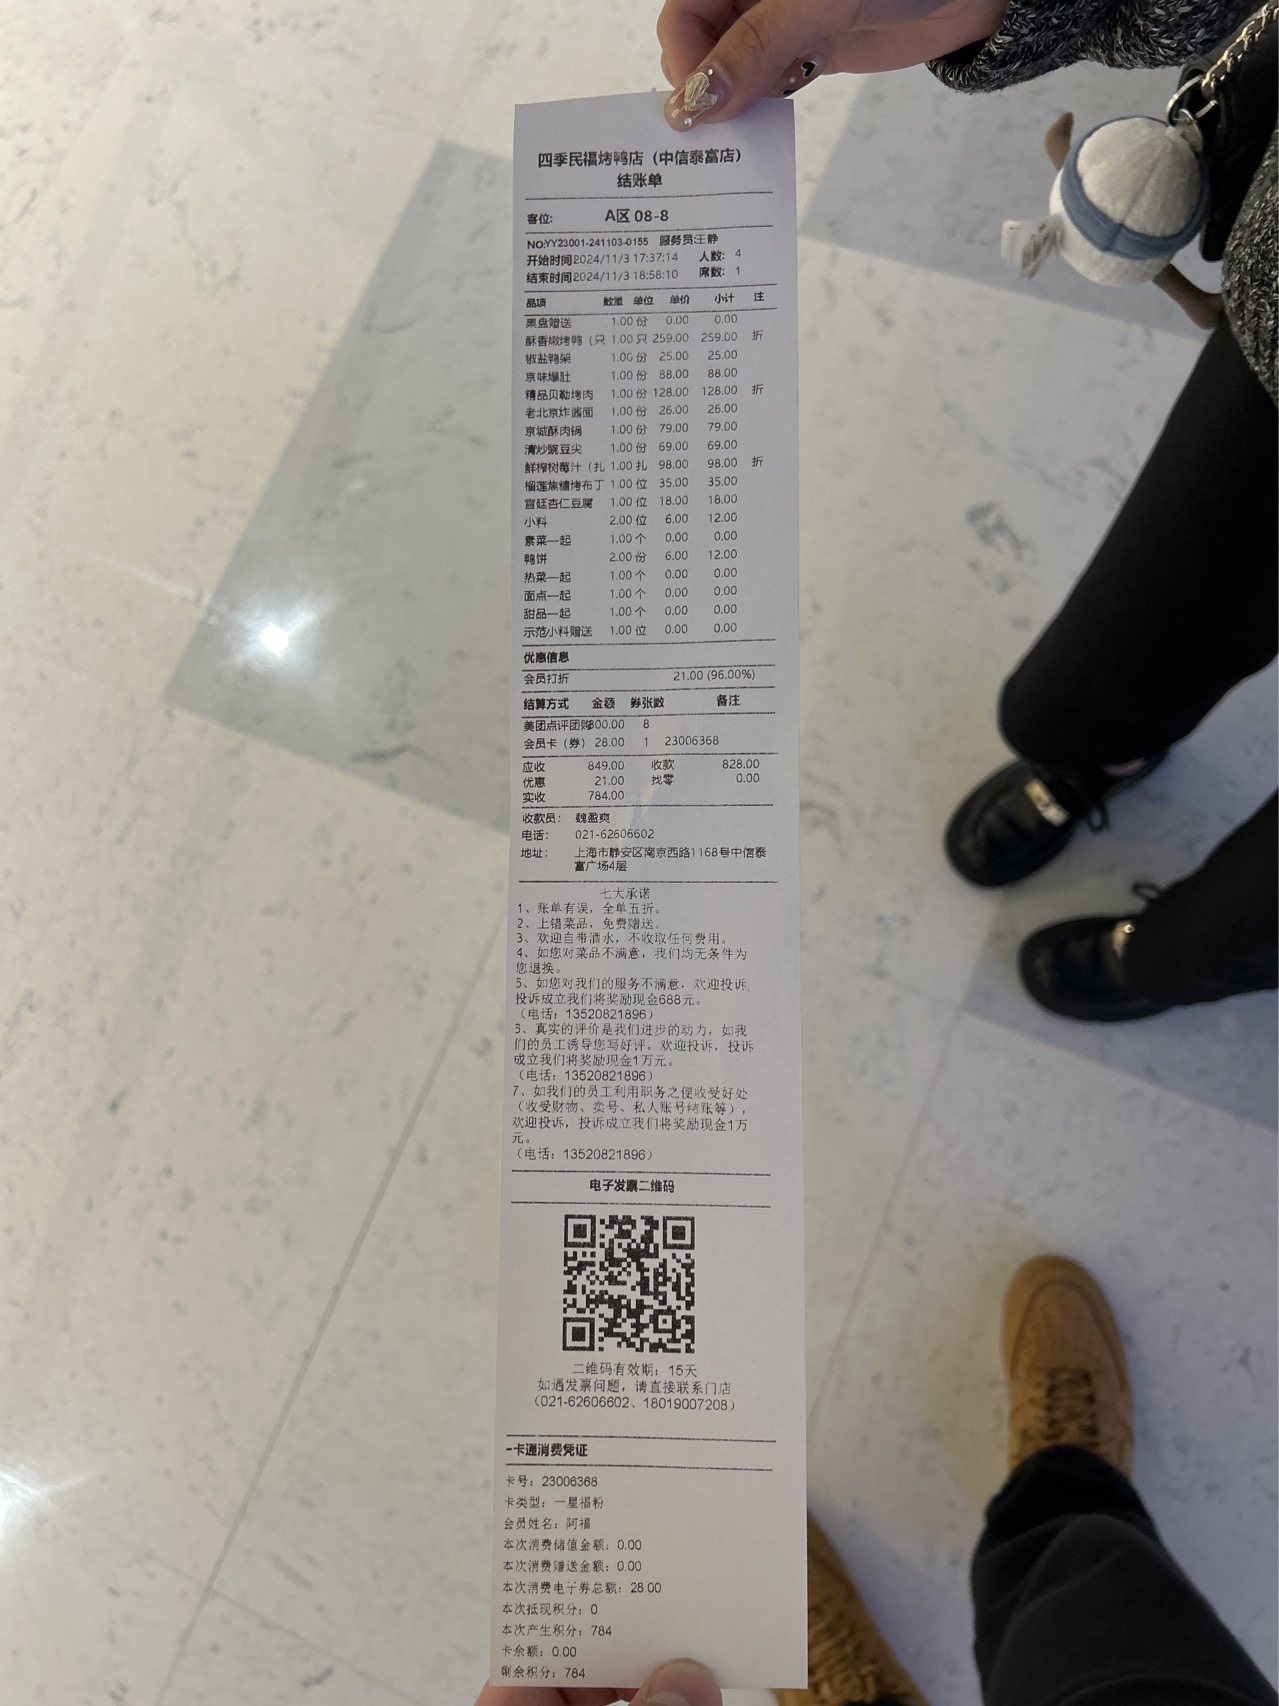 四季民福烤鸭店（中信泰富店）
结账单
客位: A区 08-8
NO:YY23001-241103-0155 服务员:王静
开始时间2024/11/3 17:37:14 人数: 4
结束时间2024/11/3 18:58:10 席数: 1
品项 数量 单位 单价 小计 注
果盘赠送 1.00 份 0.00 0.00
酥香嫩烤鸭（只 1.00 只 259.00 259.00 折
椒盐鸭架 1.00 份 25.00 25.00
京味爆肚 1.00 份 88.00 88.00
精品贝勒烤肉 1.00 份 128.00 128.00 折
老北京炸酱面 1.00 份 26.00 26.00
京城酥肉锅 1.00 份 79.00 79.00
清炒豌豆尖 1.00 份 69.00 69.00
鲜榨树莓汁（扎 1.00 扎 98.00 98.00 折
榴莲焦糖烤布丁 1.00 位 35.00 35.00
宫廷杏仁豆腐 1.00 位 18.00 18.00
小料 2.00 位 6.00 12.00
素菜一起 1.00 个 0.00 0.00
鸭饼 2.00 份 6.00 12.00
热菜一起 1.00 个 0.00 0.00
面点一起 1.00 个 0.00 0.00
甜品一起 1.00 个 0.00 0.00
示范小料赠送 1.00 位 0.00 0.00
优惠信息
会员打折 21.00 (96.00%)
结算方式 金额 券张数 备注
美团点评团购800.00 8
会员卡（券） 28.00 1 23006368
应收 849.00 收款 828.00
优惠 21.00 找零 0.00
实收 784.00
收款员: 魏盈爽
电话: 021-62606602
地址: 上海市静安区南京西路1168号中信泰
富广场4层
七大承诺
1、账单有误，全单五折。
2、上错菜品，免费赠送。
3、欢迎自带酒水，不收取任何费用。
4、如您对菜品不满意，我们均无条件为
您退换。
5、如您对我们的服务不满意，欢迎投诉,
投诉成立我们将奖励现金688元。
（电话：13520821896）
6、真实的评价是我们进步的动力，如我
们的员工诱导您写好评，欢迎投诉，投诉
成立我们将奖励现金1万元。
（电话：13520821896）
7、如我们的员工利用职务之便收受好处
（收受财物、卖号、私人账号结账等），
欢迎投诉，投诉成立我们将奖励现金1万
元。
（电话：13520821896）
电子发票二维码
二维码有效期：15天
如遇发票问题，请直接联系门店
（021-62606602、18019007208）
一卡通消费凭证
卡号：23006368
卡类型：一星福粉
会员姓名：阿福
本次消费储值金额：0.00
本次消费赠送金额：0.00
本次消费电子券总额：28.00
本次抵现积分：0
本次产生积分：784
卡余额：0.00
剩余积分：784